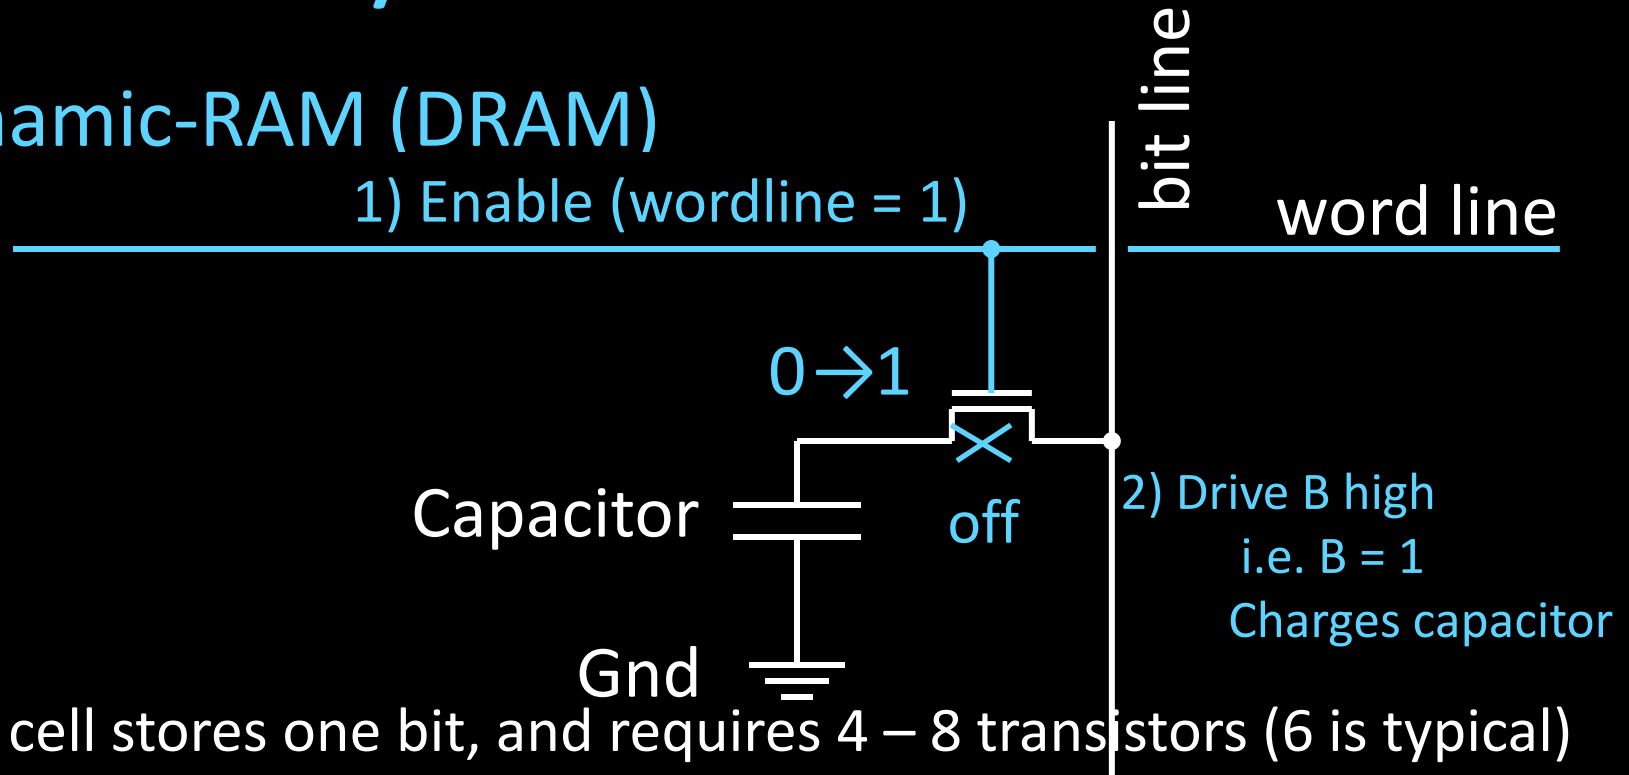 bit line
namic-RAM (DRAM)
1) Enable (wordline = 1)
word line
0→1
Capacitor
off
2) Drive B high
i.e. B = 1
Charges capacitor
Gnd
cell stores one bit, and requires 4 – 8 transistors (6 is typical)